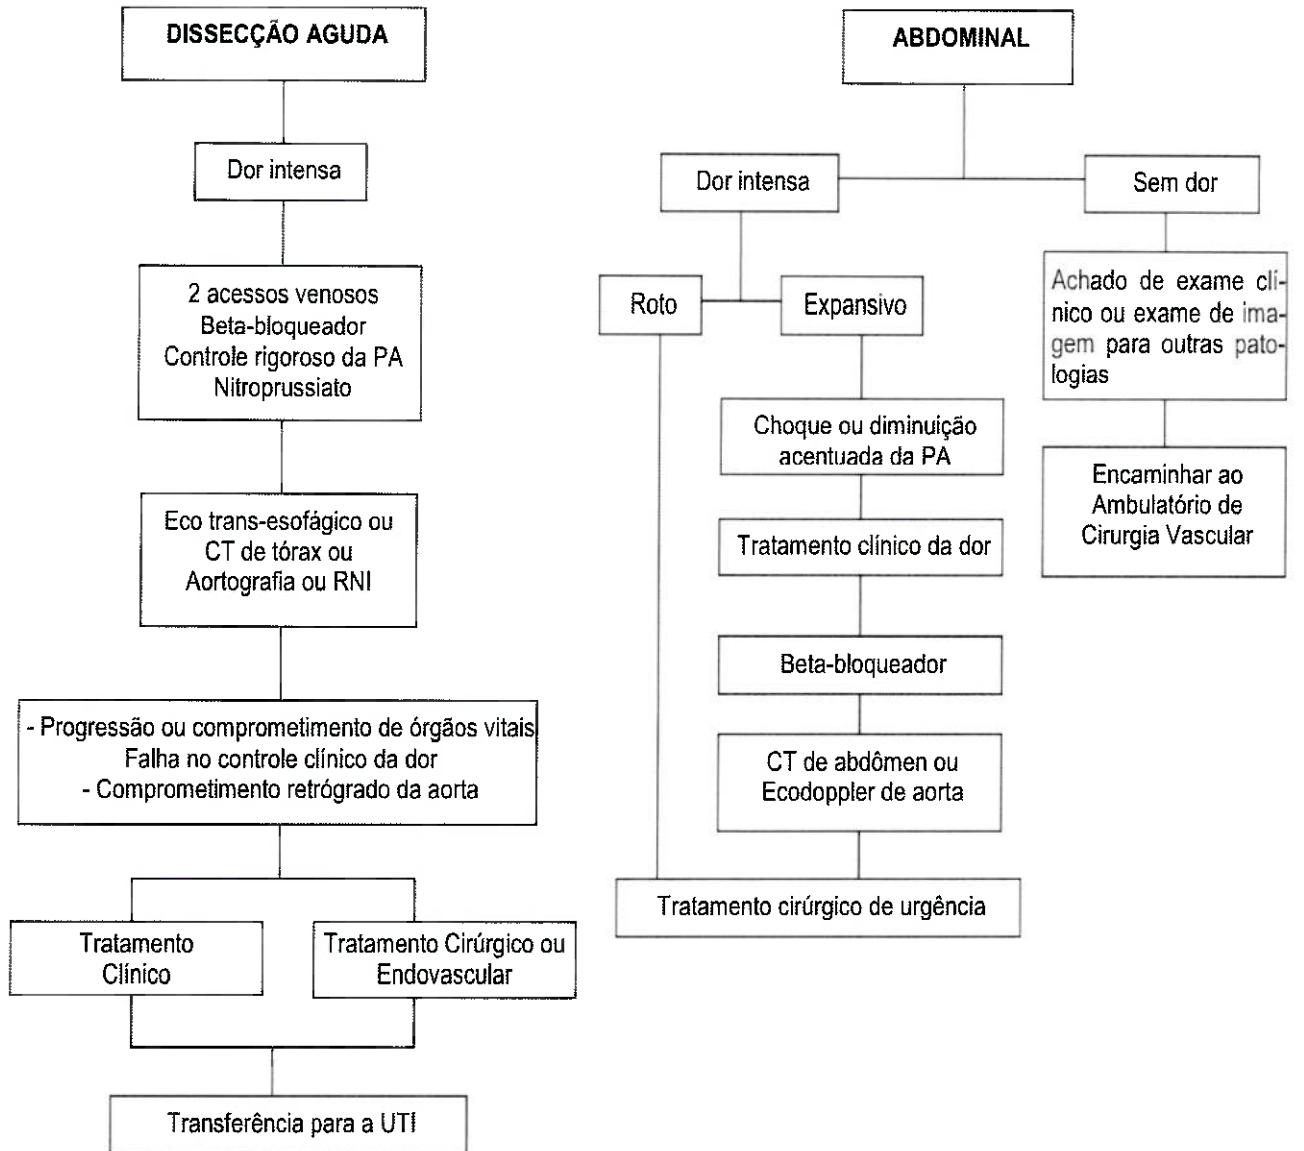 DISSECÇÃO AGUDA
Dor intensa
2 acessos venosos
Beta-bloqueador
Controle rigoroso da PA
Nitroprussiato
Eco trans-esofágico ou
CT de tórax ou
Aortografia ou RNI
- Progressão ou comprometimento de órgãos vitais
Falha no controle clínico da dor
- Comprometimento retrógrado da aorta
Tratamento
Clínico
Tratamento Cirúrgico ou
Endovascular
Transferência para a UTI
ABDOMINAL
Dor intensa
Sem dor
Roto
Expansivo
Achado de exame clí-
nico ou exame de ima-
gem para outras pato-
logias
Choque ou diminuição
acentuada da PA
Encaminhar ao
Ambulatório de
Cirurgia Vascular
Tratamento clínico da dor
Beta-bloqueador
CT de abdômen ou
Ecodoppler de aorta
Tratamento cirúrgico de urgência